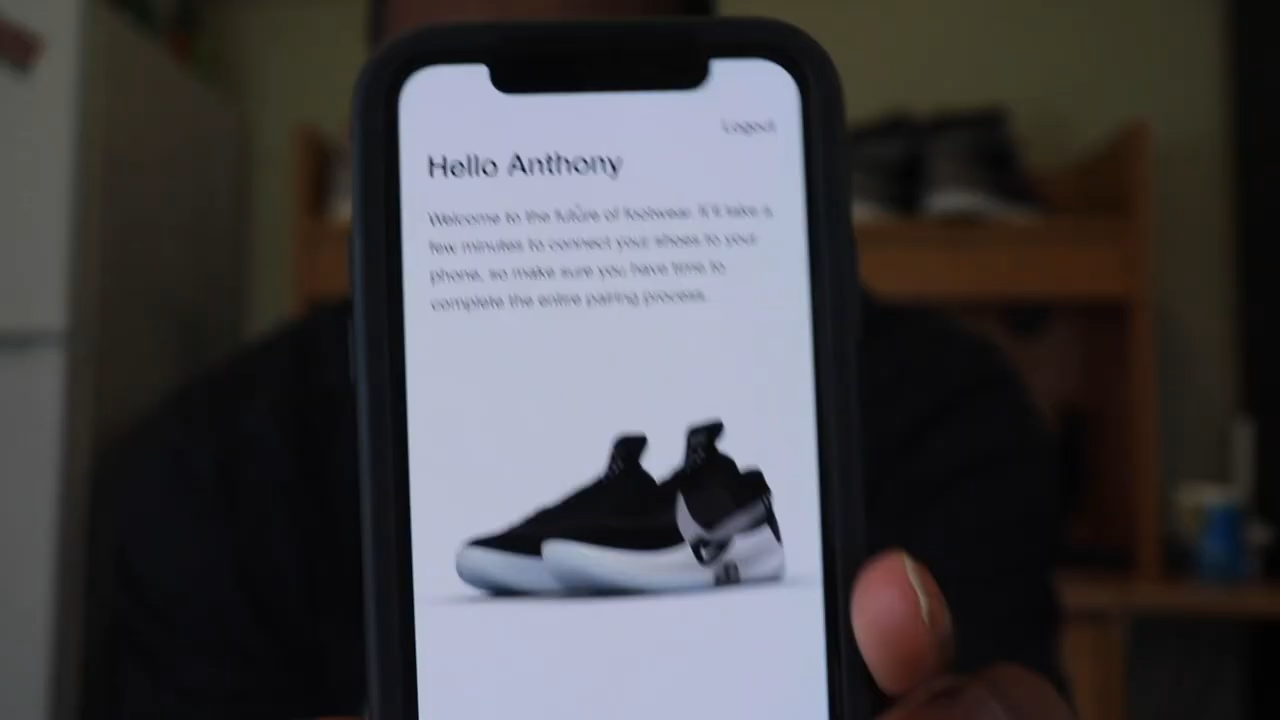 Logout
Hello Anthony
Welcome to the future of footwear. It'll take a
few minutes to connect your shoes to your
phone, so make sure you have time to
complete the entire pairing process.